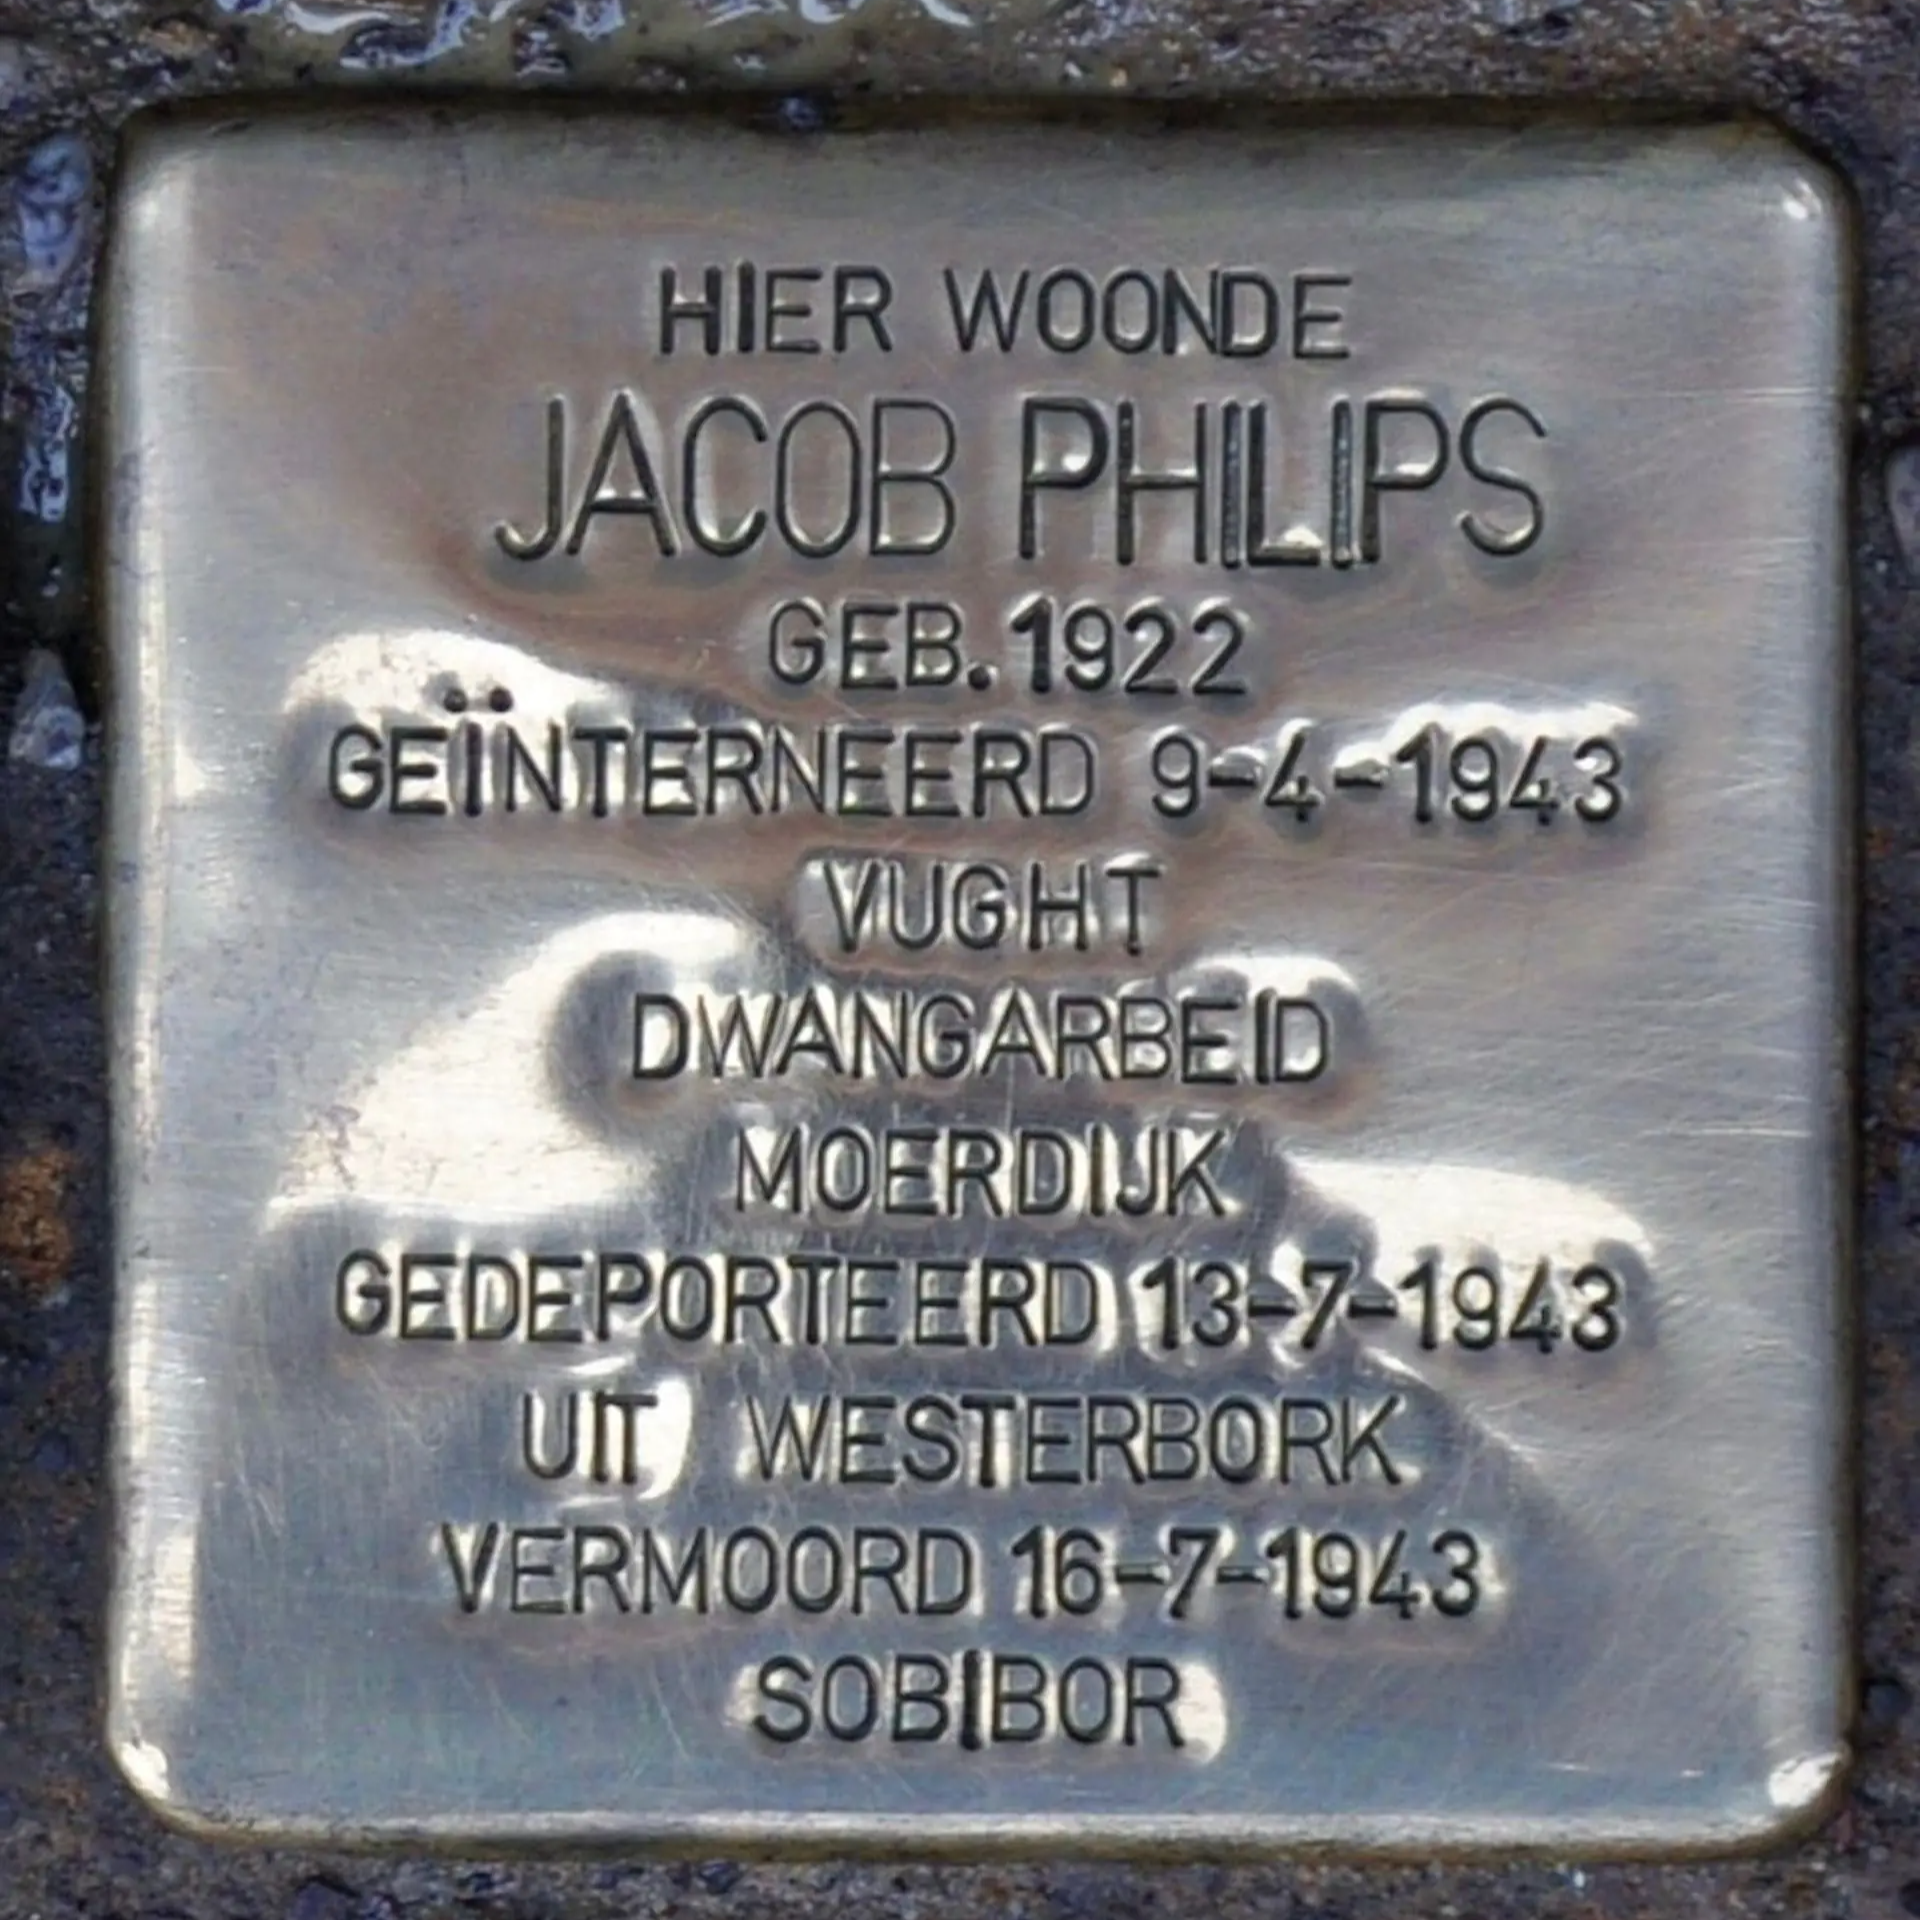 HIER WOONDE
JACOB PHILIPS
GEB. 1922
GEÏNTERNEERD 9-4-1943
VUGHT
DWANGARBEID
MOERDIJK
GEDEPORTEERD 13-7-1943
UIT WESTERBORK
VERMOORD 16-7-1943
SOBIBOR